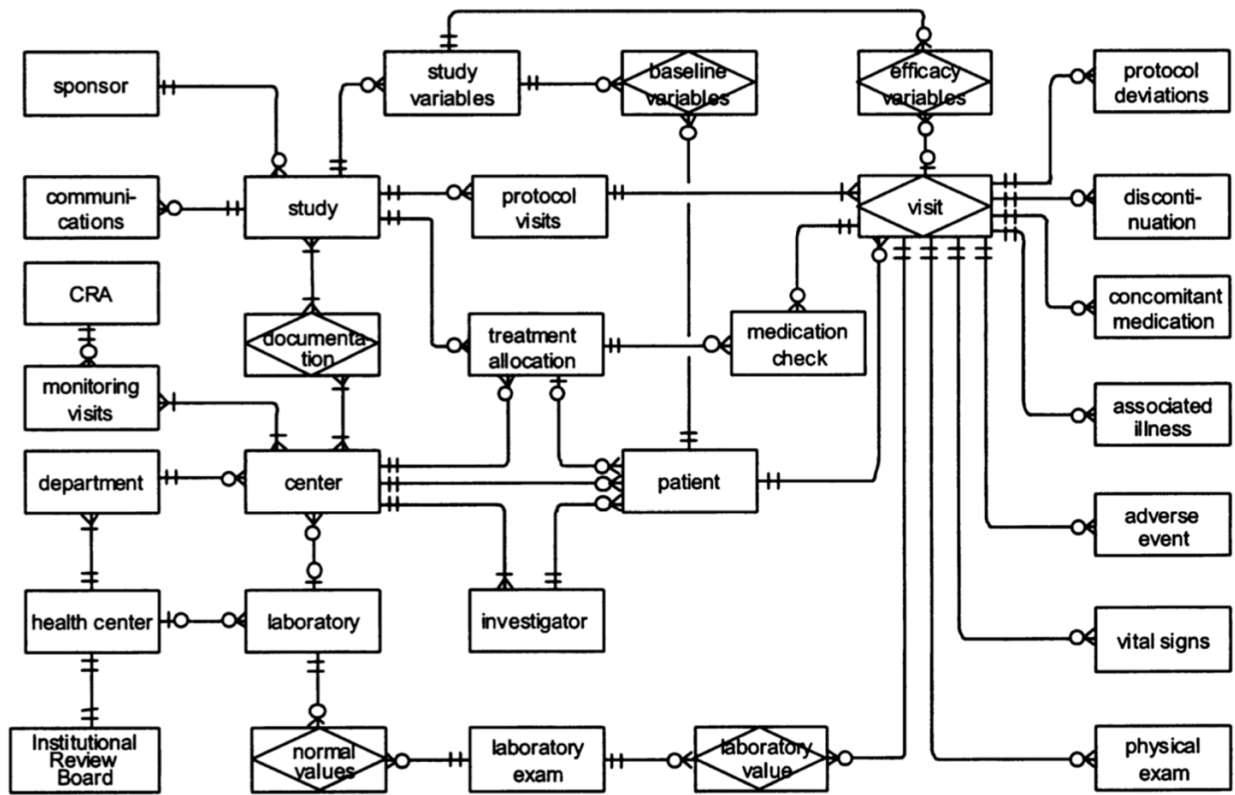 sponsor
study
variables
baseline
variables
efficacy
variables
protocol
deviations
communi-
cations
study
protocol
visits
visit
disconti-
nuation
CRA
documenta
tion
treatment
allocation
medication
check
concomitant
medication
monitoring
visits
associated
illness
department
center
patient
adverse
event
health center
laboratory
investigator
vital signs
Institutional
Review
Board
normal
values
laboratory
exam
laboratory
value
physical
exam